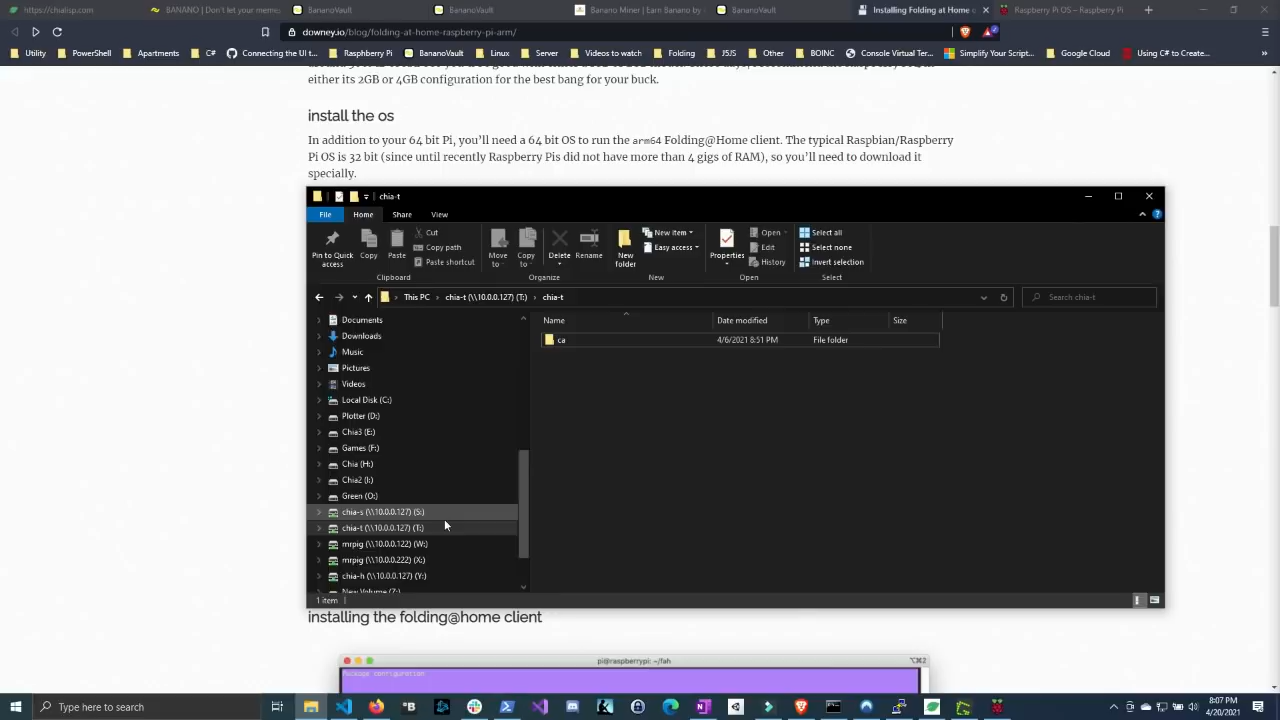 https://chialisp.com
BANANO | Don't let your meme
BananoVault
BananoVault
Banano Miner | Earn Banano by
BananoVault
Installing Folding at Home on
Raspberry Pi OS – Raspberry Pi
downey.io/blog/folding-at-home-raspberry-pi-arm/
Utility
PowerShell
Apartments
C#
Connecting the UI t...
Raspbherry Pi
BananoVault
Linux
Server
Videos to watch
Folding
JSJS
Other
BOINC
Console Virtual Ter...
Simplify Your Scrip...
Google Cloud
Using C# to Create...
either its 2GB or 4GB configuration for the best bang for your buck.
install the os
In addition to your 64 bit Pi, you'll need a 64 bit OS to run the arm64 Folding@Home client. The typical Raspbian/Raspberry
Pi OS is 32 bit (since until recently Raspberry Pis did not have more than 4 gigs of RAM), so you'll need to download it
specially.
chia-t
File
Home
Share
View
Pin to Quick access
Copy
Paste
Cut
Copy path
Paste shortcut
Move to
Copy to
Delete
Rename
New folder
New item
Easy access
Properties
Open
Edit
History
Select all
Select none
Invert selection
Clipboard
Organize
New
Open
Select
This PC
chia-t (\\10.0.0.127) (T:)
chia-t
Search chia-t
Documents
Downloads
Music
Pictures
Videos
Local Disk (C:)
Plotter (D:)
Chia3 (E:)
Games (F:)
Chia (H:)
Chia2 (I:)
Green (O:)
chia-s (\\10.0.0.127) (S:)
chia-t (\\10.0.0.127) (T:)
mrpig (\\10.0.0.122) (W:)
mrpig (\\10.0.0.222) (X:)
chia-h (\\10.0.0.127) (Y:)
New Volume (Z:)
Name
Date modified
Type
Size
ca
4/6/2021 8:51 PM
File folder
1 item
installing the folding@home client
pi@raspberrypi: ~/fah
⌥⌘2
Package configuration
Type here to search
8:07 PM
4/20/2021